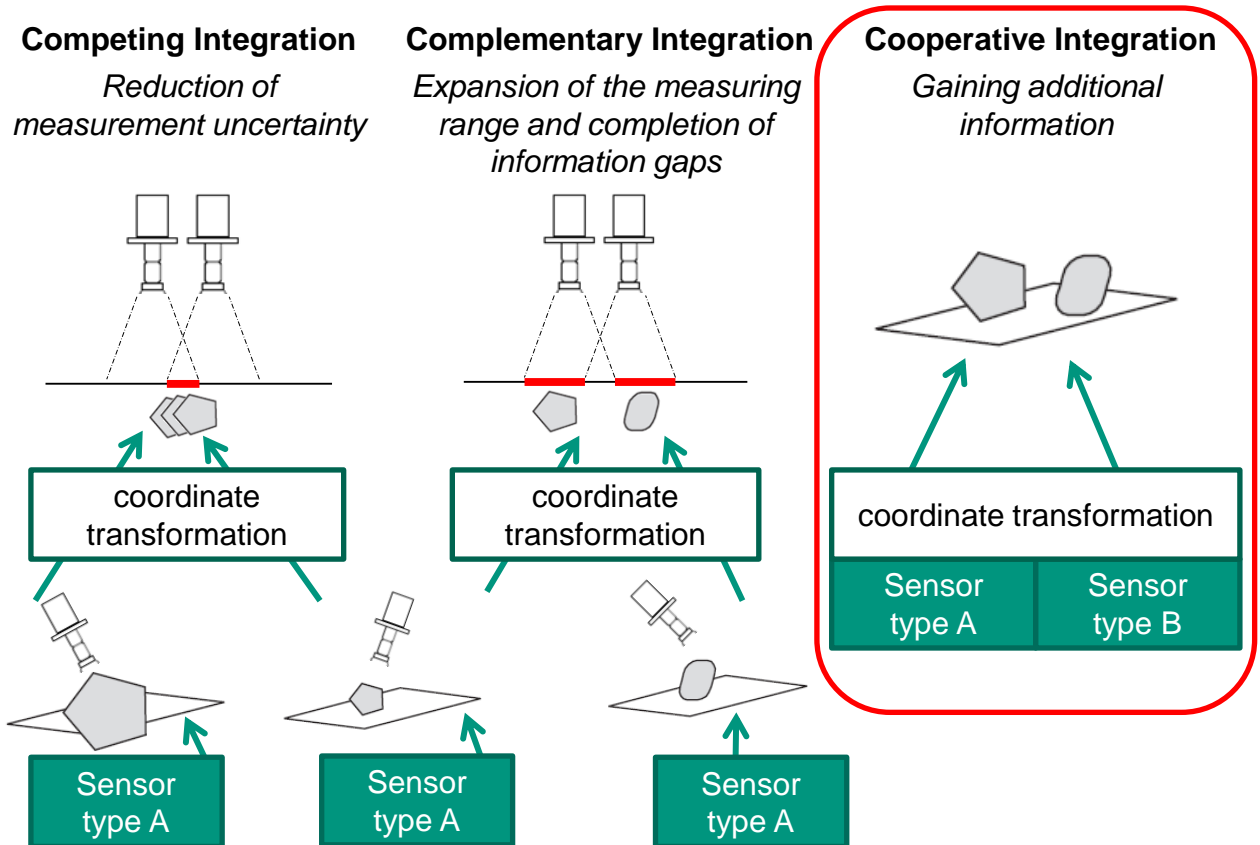 Competing Integration
Reduction of
measurement uncertainty
Complementary Integration
Expansion of the measuring
range and completion of
information gaps
Cooperative Integration
Gaining additional
information
coordinate
transformation
coordinate
transformation
coordinate transformation
Sensor
type A
Sensor
type B
Sensor
type A
Sensor
type A
Sensor
type A